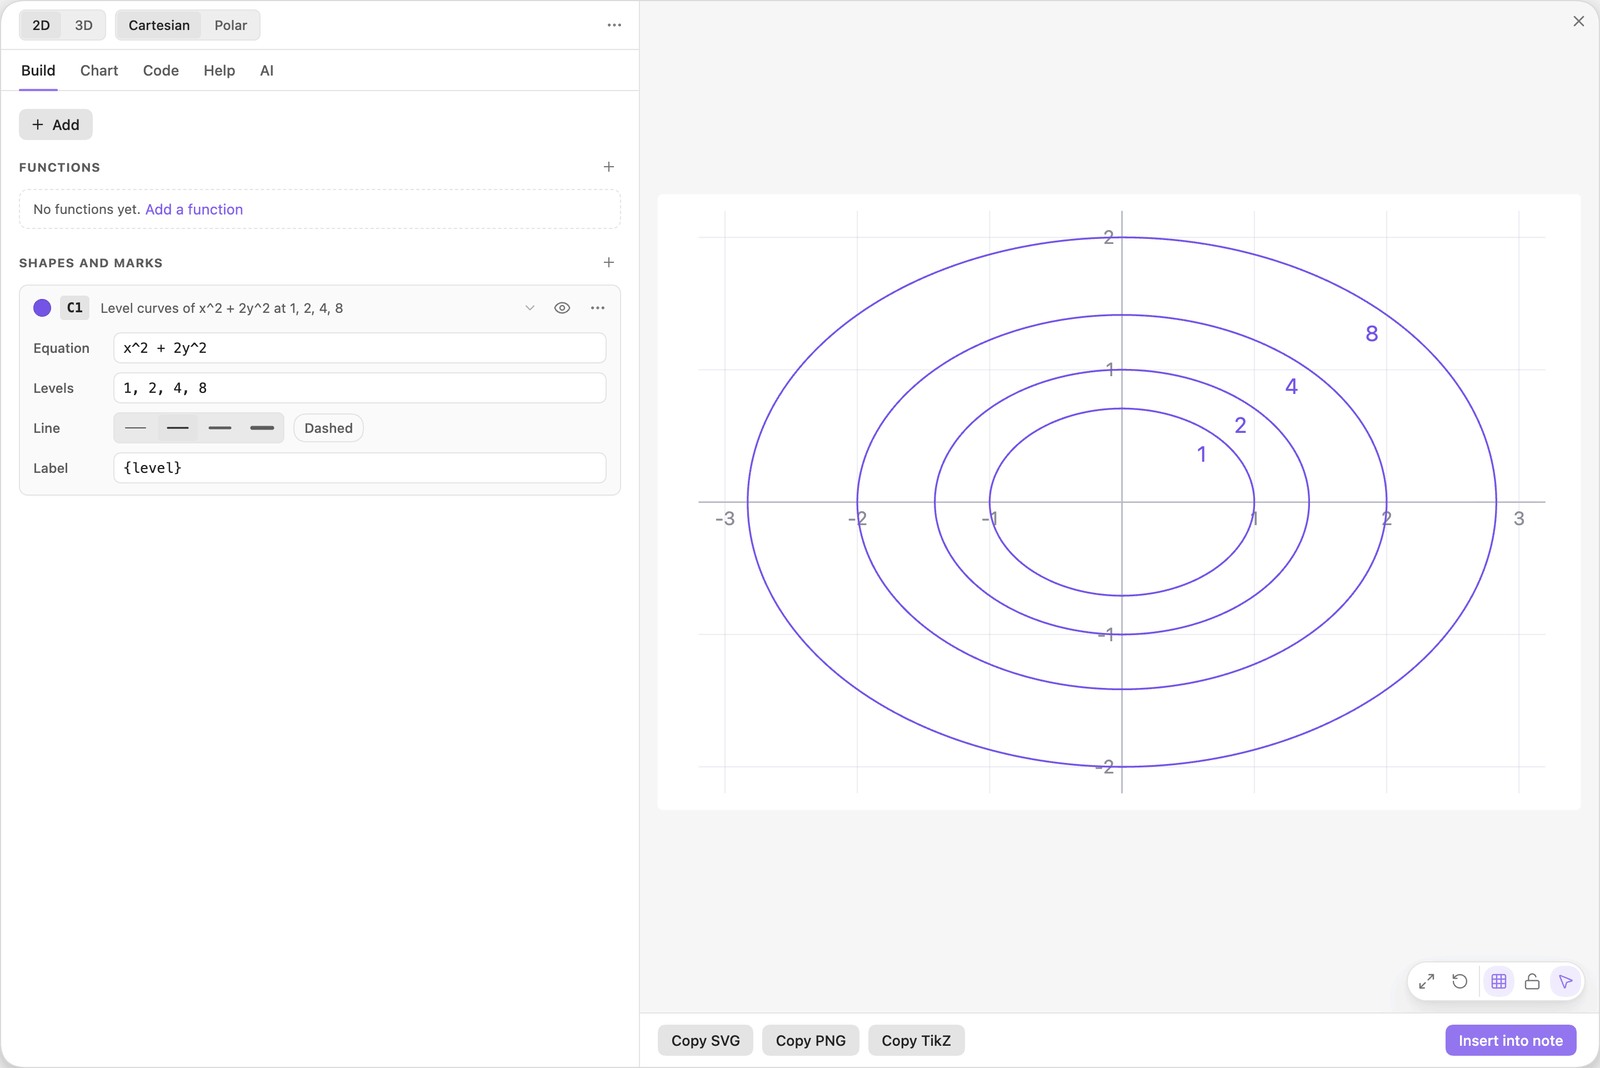 2D 3D Cartesian Polar
Build Chart Code Help AI
+ Add
FUNCTIONS
No functions yet. Add a function
SHAPES AND MARKS
C1 Level curves of x^2 + 2y^2 at 1, 2, 4, 8
Equation x^2 + 2y^2
Levels 1, 2, 4, 8
Line Dashed
Label {level}
2
8
1
4
2
1
-3 -2 -1 1 2 3
-1
-2
Copy SVG Copy PNG Copy TikZ Insert into note